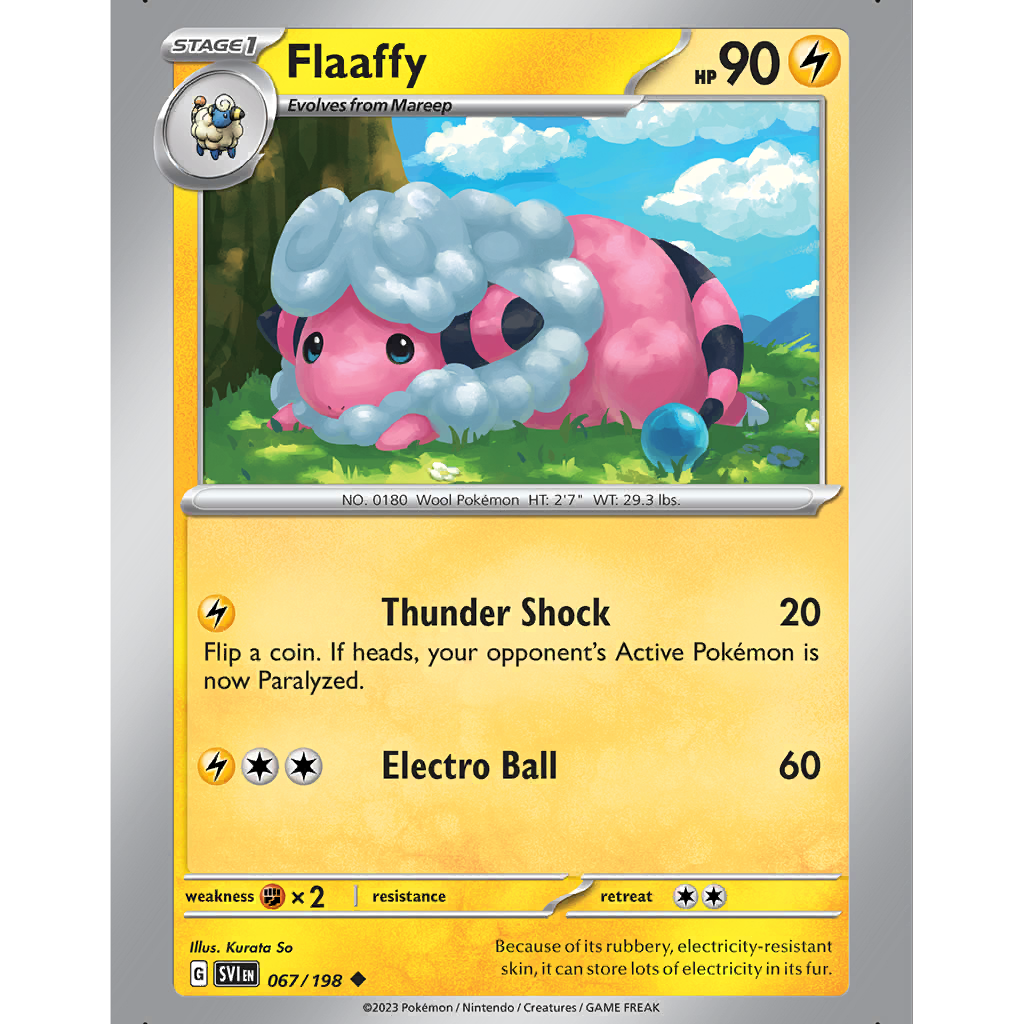 STAGE1
Flaaffy
HP 90
Evolves from Mareep
NO. 0180 Wool Pokémon HT: 2'7" WT: 29.3 lbs.
Thunder Shock 20
Flip a coin. If heads, your opponent's Active Pokémon is
now Paralyzed.
Electro Ball 60
weakness ×2 resistance retreat
Illus. Kurata So
Because of its rubbery, electricity-resistant
skin, it can store lots of electricity in its fur.
G SVI EN 067/198
©2023 Pokémon / Nintendo / Creatures / GAME FREAK